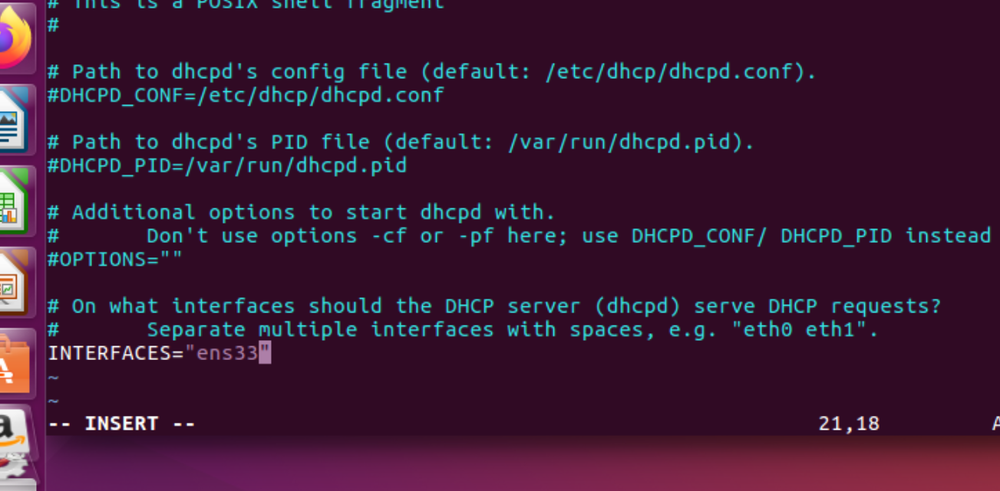 # This is a POSIX shell fragment
#
# Path to dhcpd's config file (default: /etc/dhcp/dhcpd.conf).
#DHCPD_CONF=/etc/dhcp/dhcpd.conf
# Path to dhcpd's PID file (default: /var/run/dhcpd.pid).
#DHCPD_PID=/var/run/dhcpd.pid
# Additional options to start dhcpd with.
#       Don't use options -cf or -pf here; use DHCPD_CONF/ DHCPD_PID instead
#OPTIONS=""
# On what interfaces should the DHCP server (dhcpd) serve DHCP requests?
#       Separate multiple interfaces with spaces, e.g. "eth0 eth1".
INTERFACES="ens33"
~
~
-- INSERT -- 21,18 A